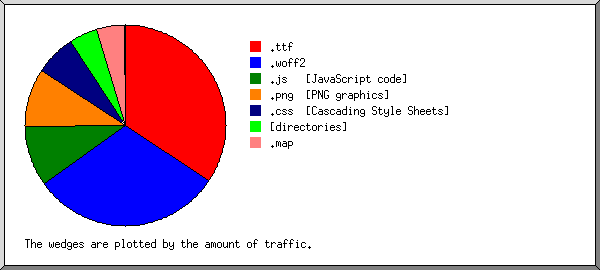 .ttf
.woff2
.js [JavaScript code]
.png [PNG graphics]
.css [Cascading Style Sheets]
[directories]
.map
The wedges are plotted by the amount of traffic.